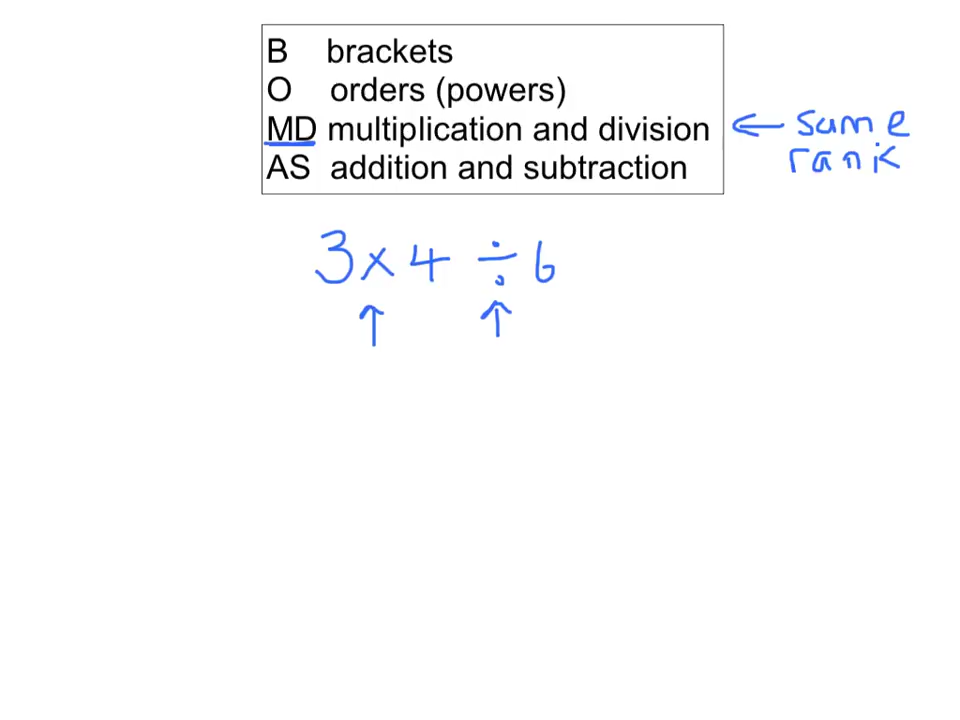 B brackets
O orders (powers)
MD multiplication and division ← same
rank
AS addition and subtraction
3 × 4 ÷ 6
↑ ↑